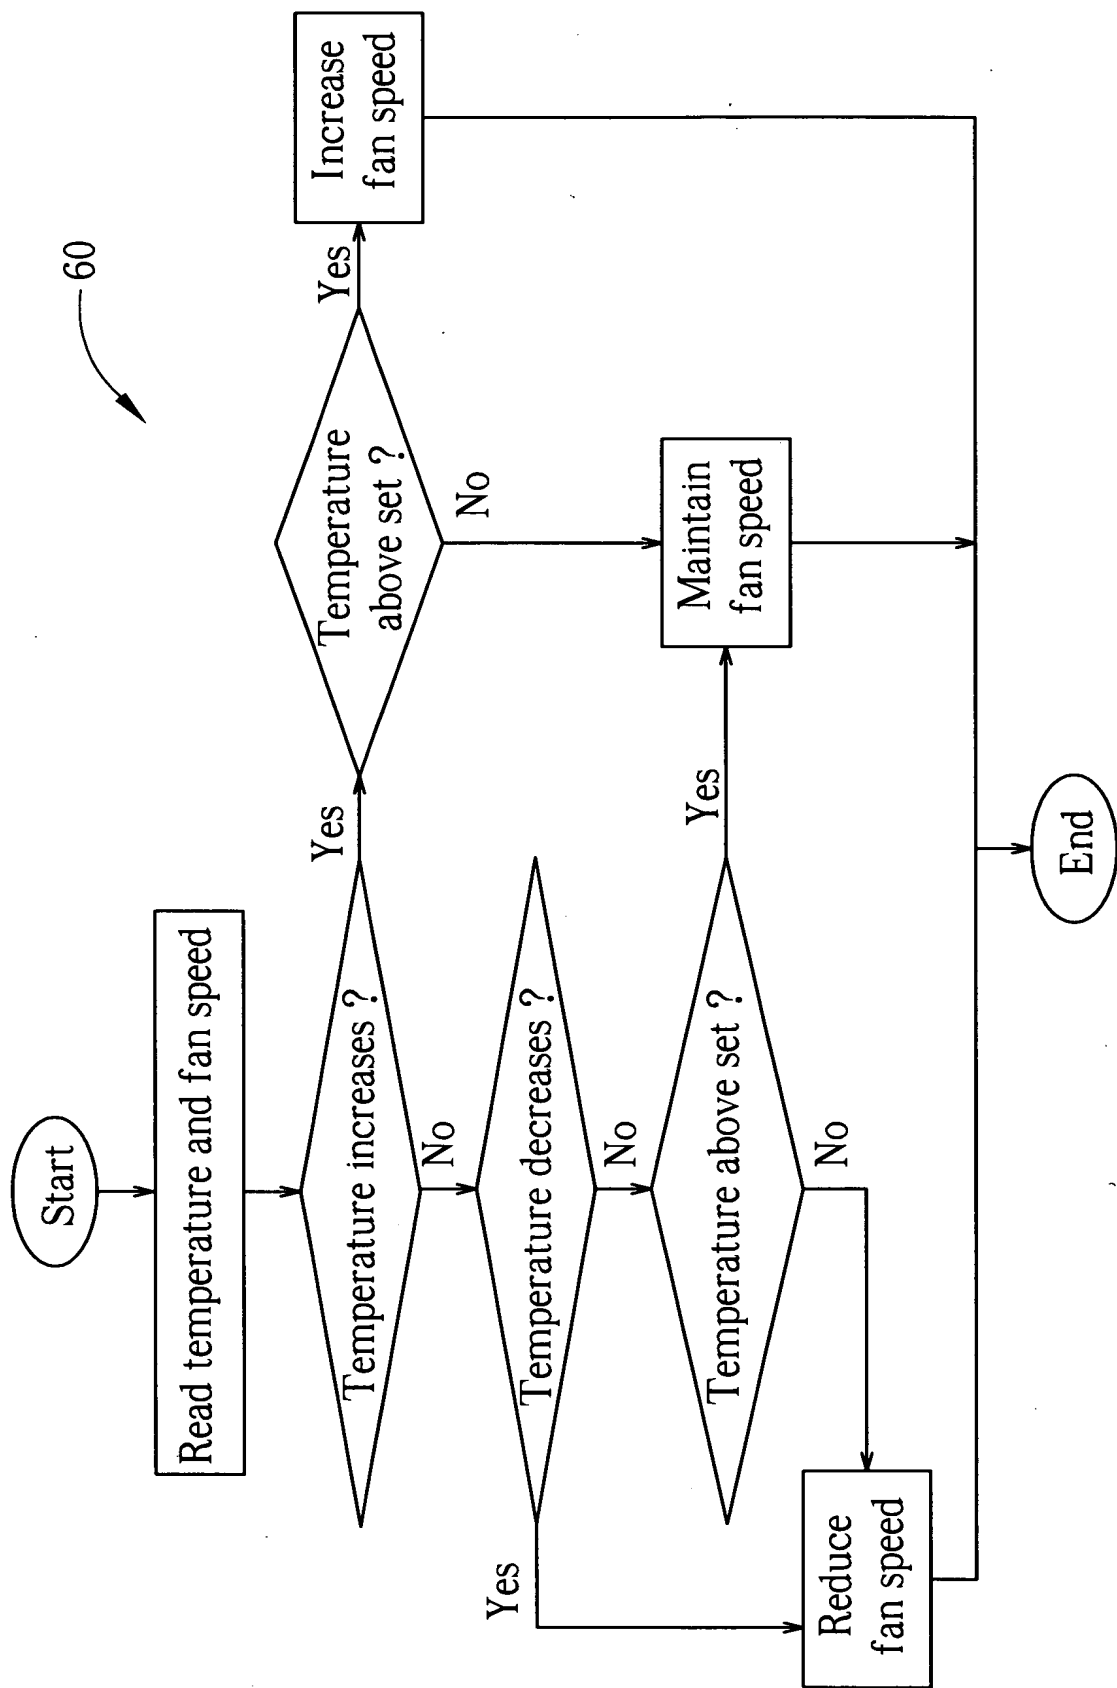 60
Start
Read temperature and fan speed
Temperature increases ?
Yes
Temperature
above set ?
Yes
Increase
fan speed
No
No
Temperature decreases ?
Yes
No
Temperature above set ?
Yes
Maintain
fan speed
No
Reduce
fan speed
End